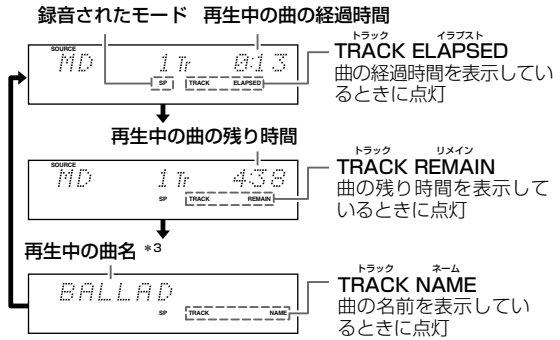 録音されたモード 再生中の曲の経過時間
SOURCE
MD 1 Tr 0:13
SP TRACK ELAPSED
トラック イラプスト
TRACK ELAPSED
曲の経過時間を表示してい
るときに点灯
再生中の曲の残り時間
SOURCE
MD 1 Tr 4:38
SP TRACK REMAIN
トラック リメイン
TRACK REMAIN
曲の残り時間を表示して
いるときに点灯
再生中の曲名 *3
BALLAD
SP TRACK NAME
トラック ネーム
TRACK NAME
曲の名前を表示してい
るときに点灯